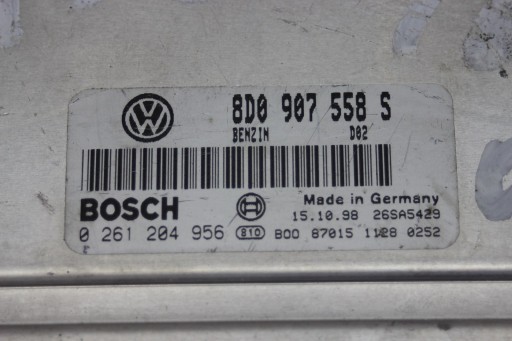 8D0 907 558 S
BENZIN D02
BOSCH Made in Germany
15.10.98 26SA5429
0 261 204 956 810 BOO 87015 1128 0252